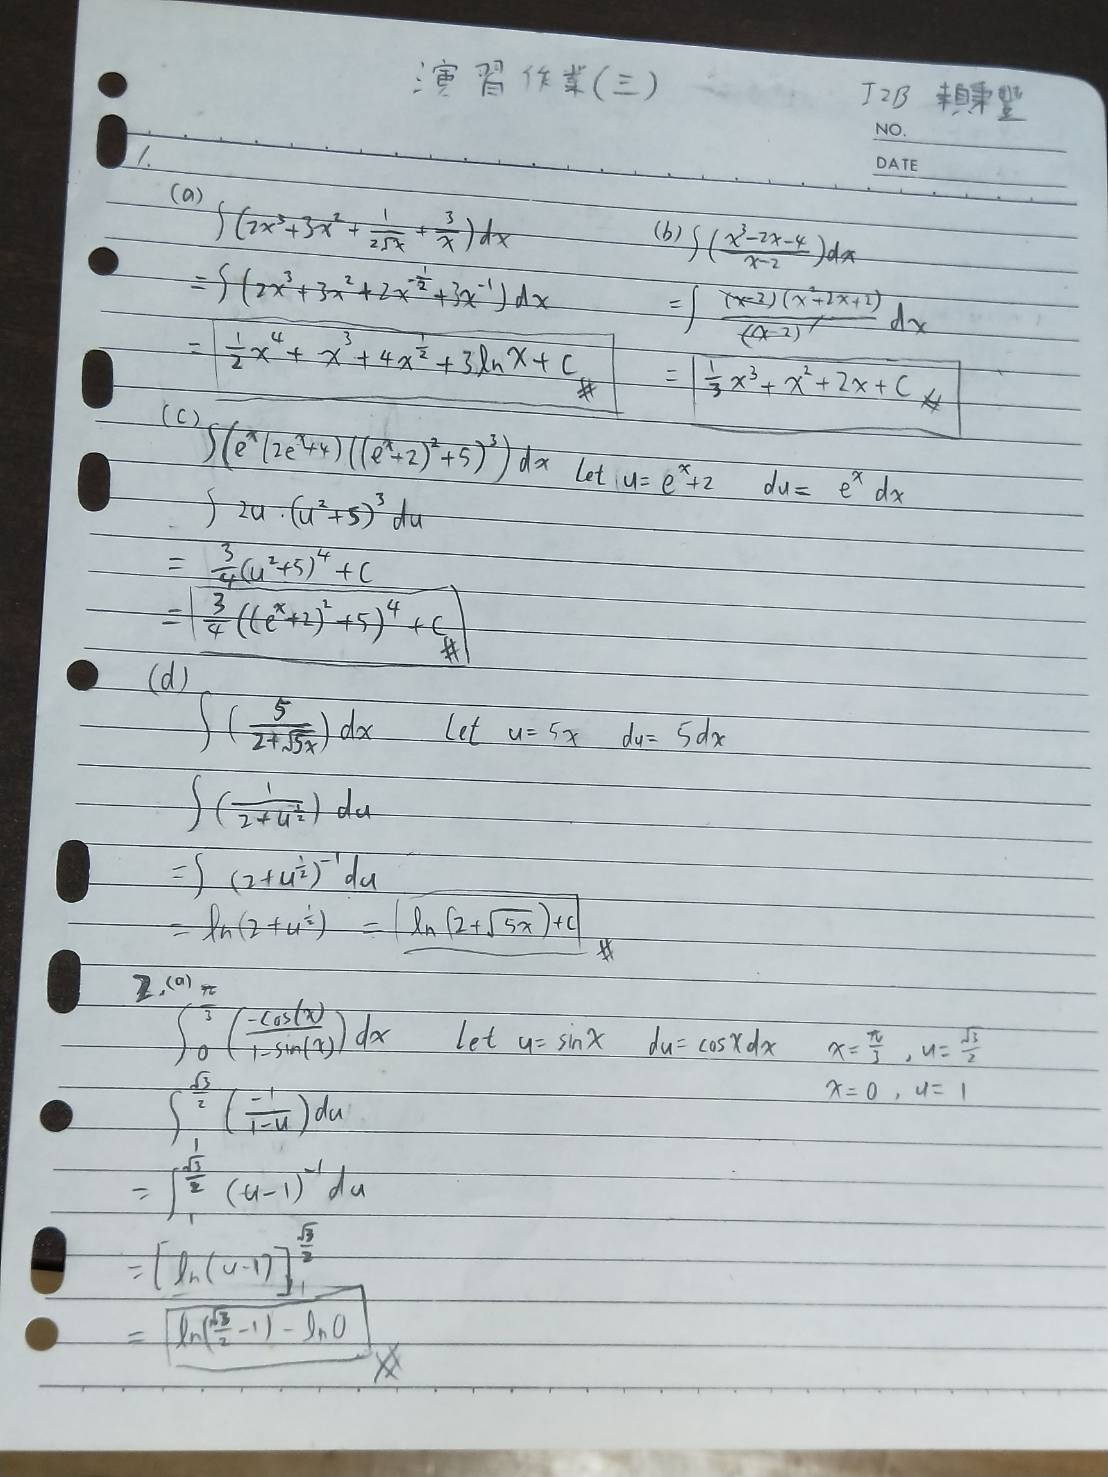 演習作業(三)
I2B 賴秉豐
NO.
DATE
1.
(a) ∫(2x³+3x²+1/(2√x)+3/x)dx
=∫(2x³+3x²+2x^(-1/2)+3x⁻¹)dx
=1/2x⁴+x³+4x^(1/2)+3lnx+C #
(b) ∫((x³-2x-4)/(x-2))dx
=∫((x-2)(x²+2x+2))/((x-2)) dx
=1/3x³+x²+2x+C #
(c) ∫(eˣ(2eˣ+4)((eˣ+2)²+5)³)dx Let u=eˣ+2 du=eˣ dx
∫2u·(u²+5)³du
=3/4(u²+5)⁴+C
=3/4((eˣ+2)²+5)⁴+C #
(d)
∫(5/(2+√5x))dx Let u=5x du=5dx
∫(1/(2+u^(1/2)))du
=∫(2+u^(1/2))⁻¹du
=ln(2+u^(1/2)) =ln(2+√5x)+C #
2.(a)
∫₀^(π/3)(-cos(x)/(1-sin(x)))dx Let u=sinx du=cosxdx x=π/3, u=√3/2
x=0, u=1
∫₁^(√3/2)(-1/(1-u))du
=∫₁^(√3/2)(u-1)⁻¹du
=[ln(u-1)]₁^(√3/2)
=ln(√3/2-1)-ln0